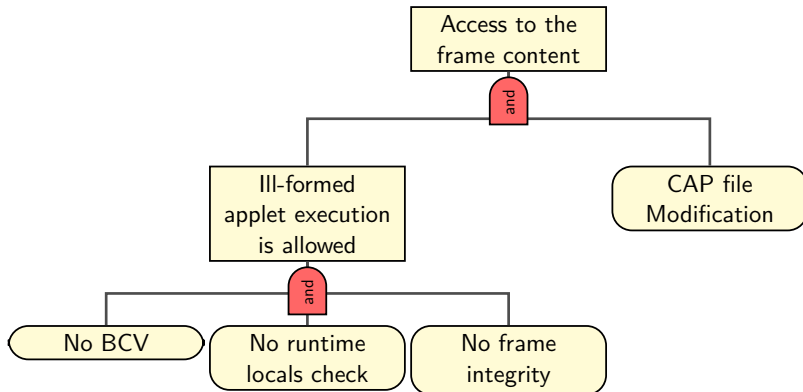 Access to the
frame content
and
Ill-formed
applet execution
is allowed
CAP file
Modification
and
No BCV
No runtime
locals check
No frame
integrity